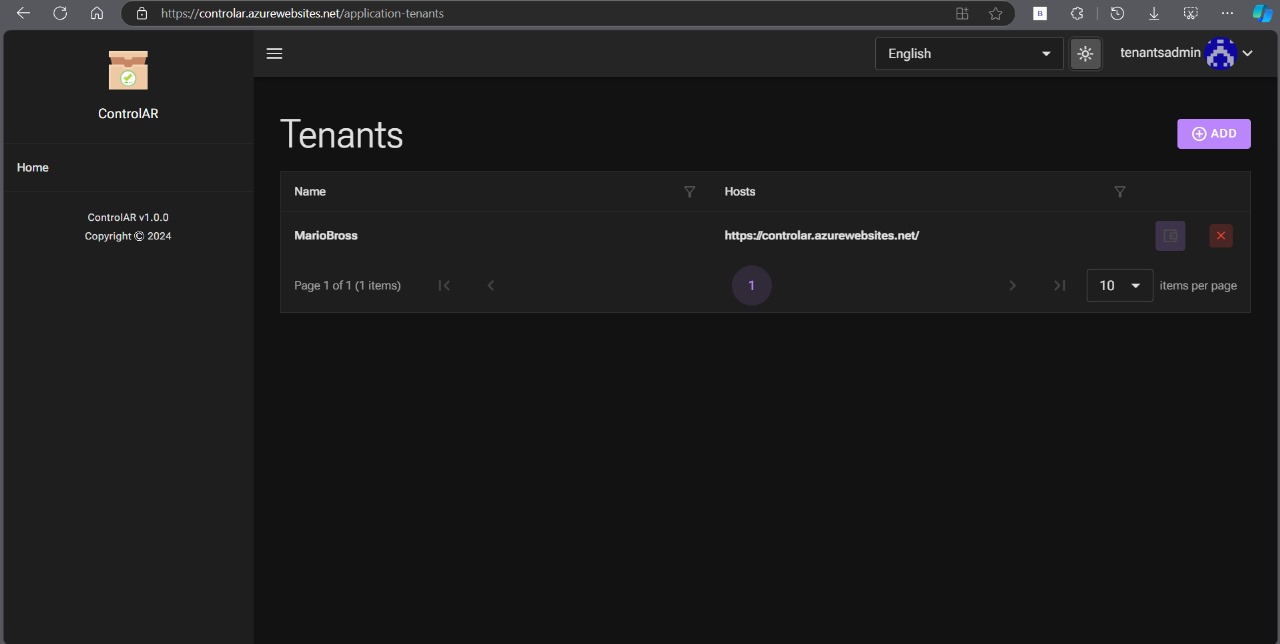 https://controlar.azurewebsites.net/application-tenants
B
ControlAR
Home
ControlAR v1.0.0
Copyright © 2024
English
tenantsadmin
Tenants
ADD
Name Hosts
MarioBross https://controlar.azurewebsites.net/
Page 1 of 1 (1 items) 1 10 items per page